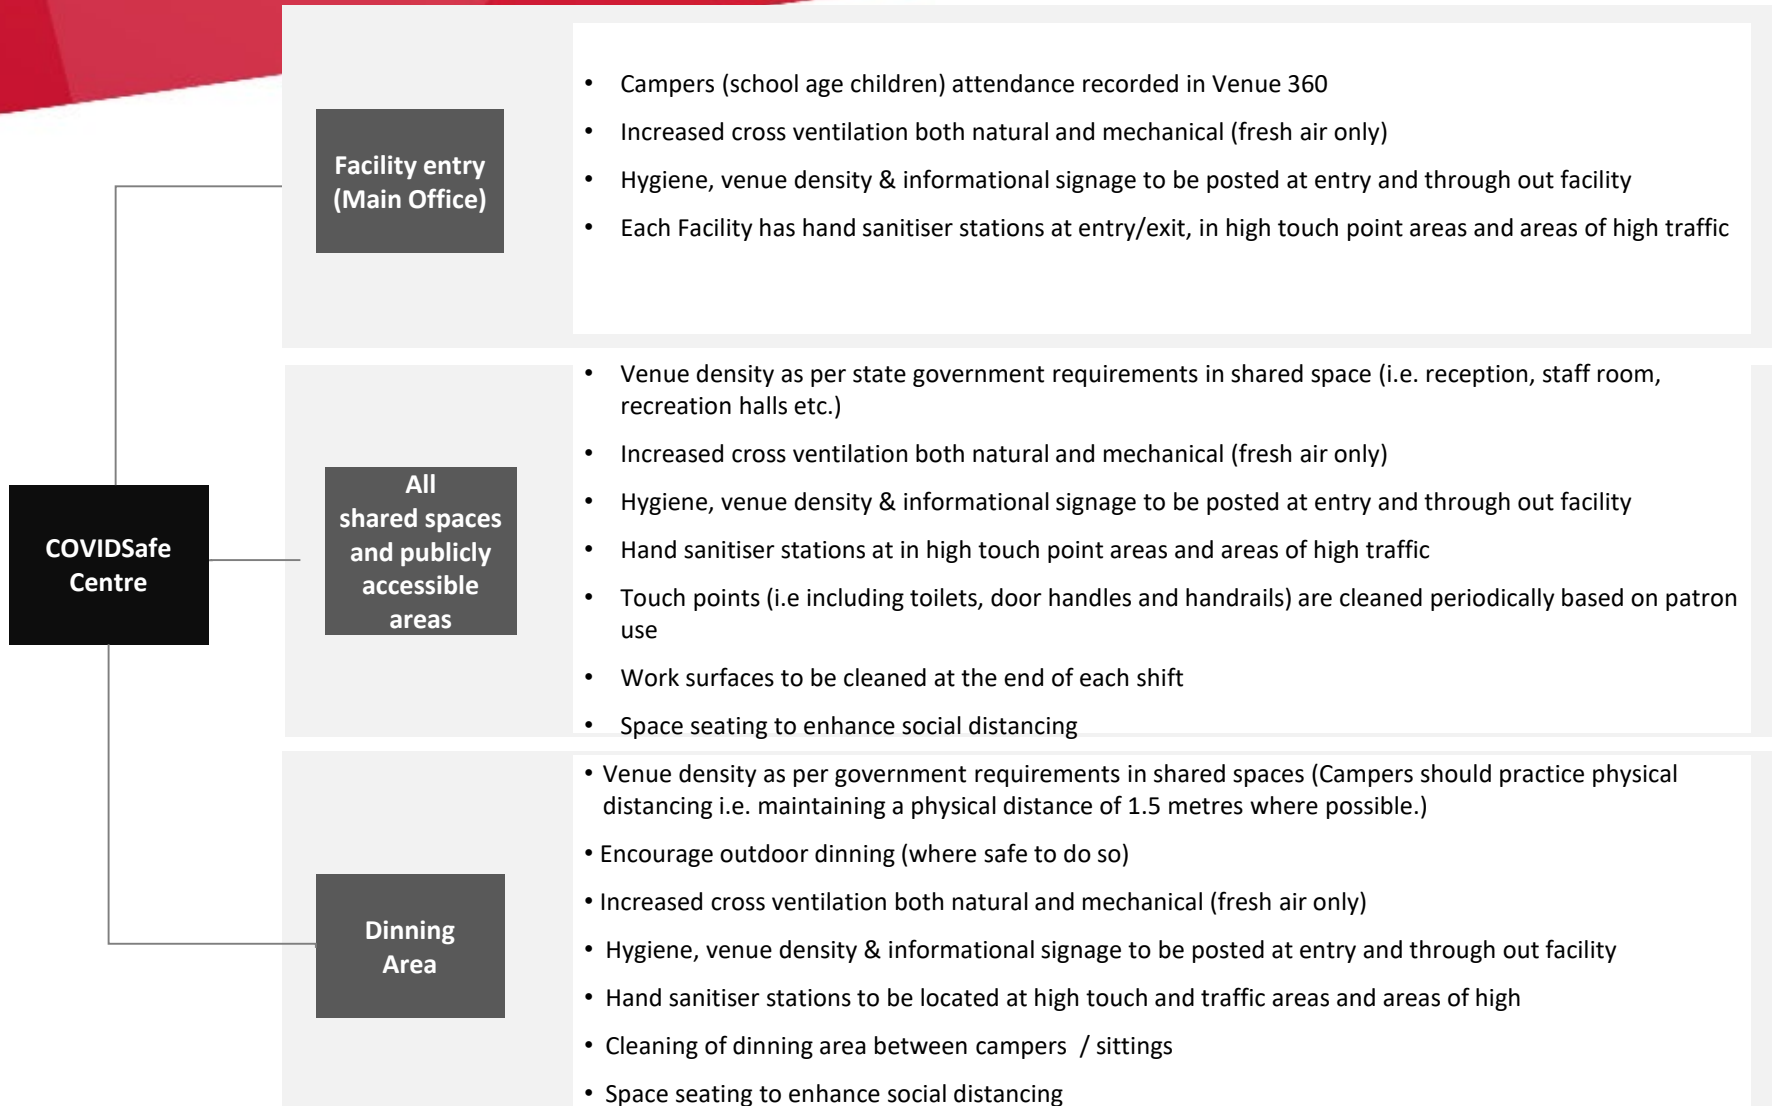 Facility entry
(Main Office)
• Campers (school age children) attendance recorded in Venue 360
• Increased cross ventilation both natural and mechanical (fresh air only)
• Hygiene, venue density & informational signage to be posted at entry and through out facility
• Each Facility has hand sanitiser stations at entry/exit, in high touch point areas and areas of high traffic
COVIDSafe
Centre
All
shared spaces
and publicly
accessible
areas
• Venue density as per state government requirements in shared space (i.e. reception, staff room,
recreation halls etc.)
• Increased cross ventilation both natural and mechanical (fresh air only)
• Hygiene, venue density & informational signage to be posted at entry and through out facility
• Hand sanitiser stations at in high touch point areas and areas of high traffic
• Touch points (i.e including toilets, door handles and handrails) are cleaned periodically based on patron
use
• Work surfaces to be cleaned at the end of each shift
• Space seating to enhance social distancing
Dinning
Area
• Venue density as per government requirements in shared spaces (Campers should practice physical
distancing i.e. maintaining a physical distance of 1.5 metres where possible.)
• Encourage outdoor dinning (where safe to do so)
• Increased cross ventilation both natural and mechanical (fresh air only)
• Hygiene, venue density & informational signage to be posted at entry and through out facility
• Hand sanitiser stations to be located at high touch and traffic areas and areas of high
• Cleaning of dinning area between campers / sittings
• Space seating to enhance social distancing